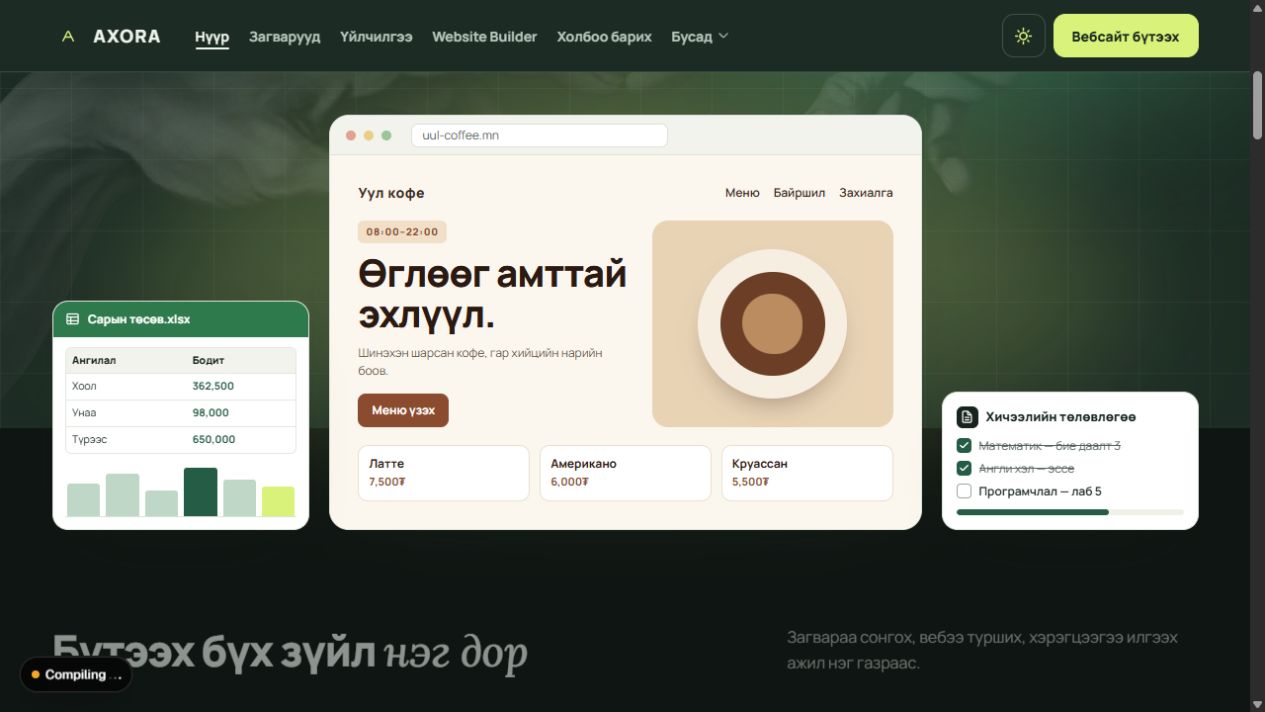 AXORA
Нүүр Загварууд Үйлчилгээ Website Builder Холбоо барих Бусад
Вебсайт бүтээх
uul-coffee.mn
Уул кофе
Меню Байршил Захиалга
08:00–22:00
Өглөөг амттай
эхлүүл.
Шинэхэн шарсан кофе, гар хийцийн нарийн
боов.
Меню үзэх
Латте
7,500₮
Американо
6,000₮
Круассан
5,500₮
Сарын төсөв.xlsx
Ангилал Бодит
Хоол 362,500
Унаа 98,000
Түрээс 650,000
Хичээлийн төлөвлөгөө
Математик — бие даалт 3
Англи хэл — эссе
Програмчлал — лаб 5
Бүтээх бүх зүйл нэг дор
Загвараа сонгох, вебээ турших, хэрэгцээгээ илгээх
ажил нэг газраас.
Compiling...